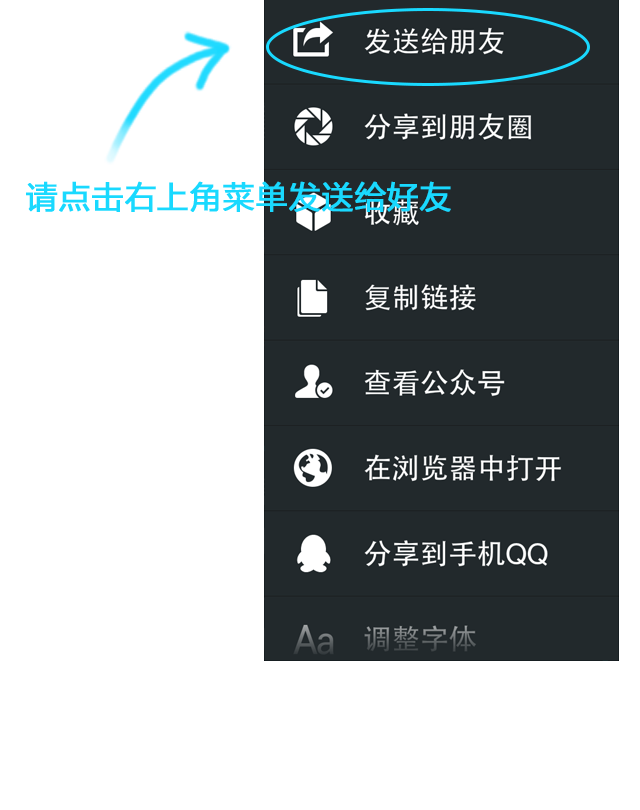 发送给朋友
分享到朋友圈
请点击右上角菜单发送给好友
收藏
复制链接
查看公众号
在浏览器中打开
分享到手机QQ
Aa 调整字体